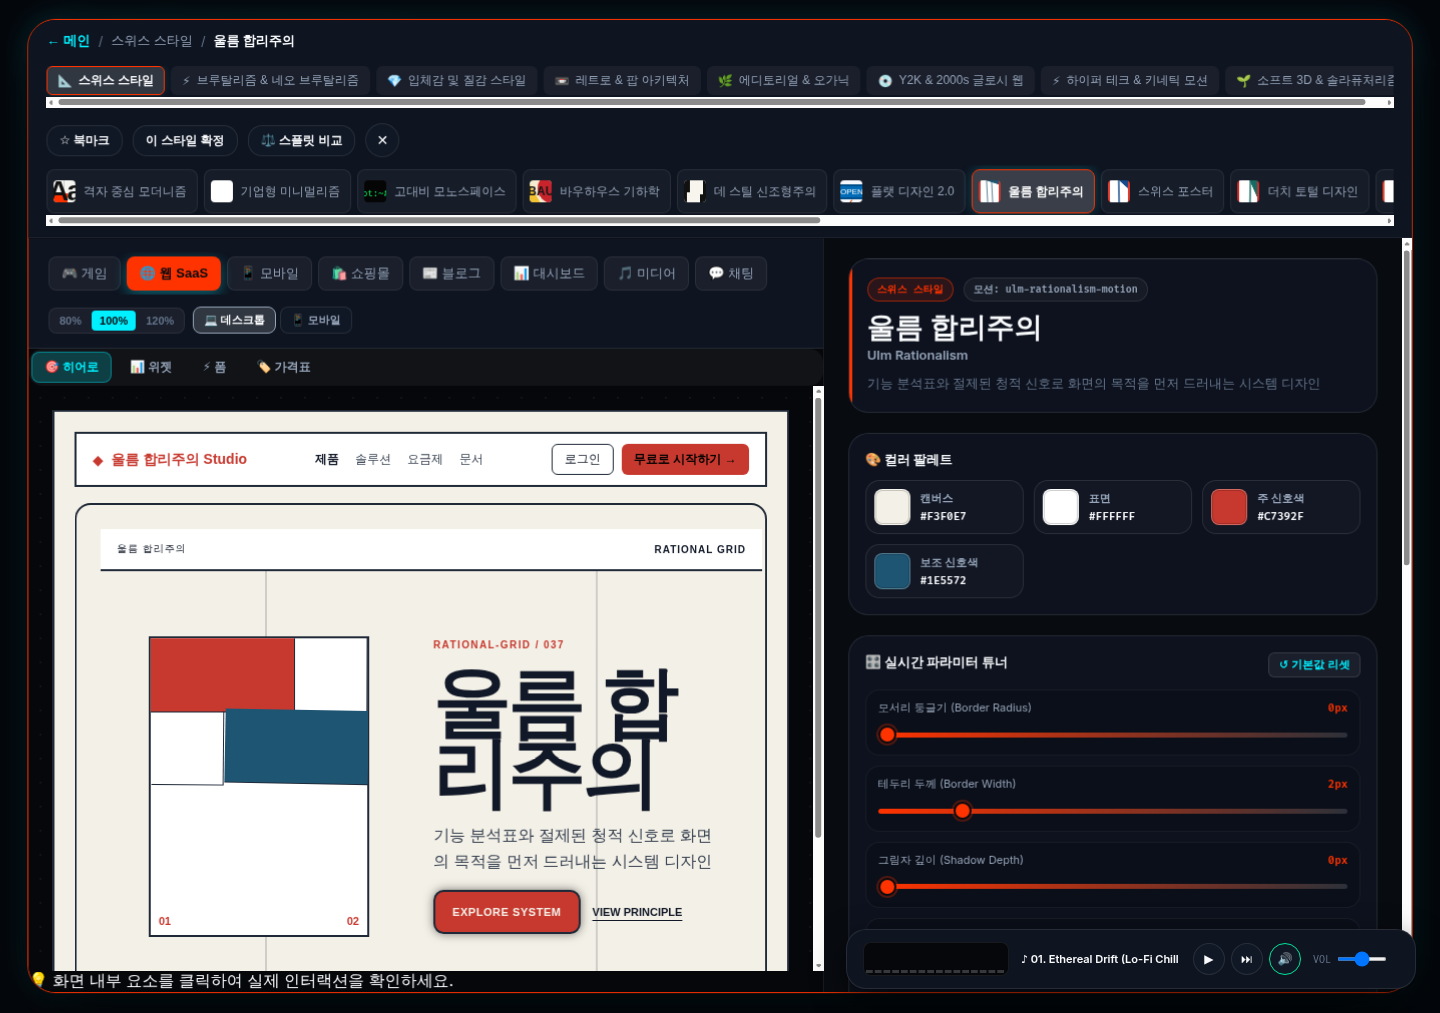 ← 메인 / 스위스 스타일 / 울름 합리주의
📐 스위스 스타일 ⚡ 브루탈리즘 & 네오 브루탈리즘 💎 입체감 및 질감 스타일 📼 레트로 & 팝 아키텍처 🌿 에디토리얼 & 오가닉 💿 Y2K & 2000s 글로시 웹 ⚡ 하이퍼 테크 & 키네틱 모션 🌱 소프트 3D & 솔라퓨처리즘
☆ 북마크 이 스타일 확정 ⚖️ 스플릿 비교 ✕
격자 중심 모더니즘 기업형 미니멀리즘 고대비 모노스페이스 바우하우스 기하학 데 스틸 신조형주의 OPEN 플랫 디자인 2.0 울름 합리주의 스위스 포스터 더치 토털 디자인
🎮 게임 🌐 웹 SaaS 📱 모바일 🛍️ 쇼핑몰 📰 블로그 📊 대시보드 🎵 미디어 💬 채팅
80% 100% 120% 💻 데스크톱 📱 모바일
🎯 히어로 📊 위젯 ⚡ 폼 🏷️ 가격표
◆ 울름 합리주의 Studio 제품 솔루션 요금제 문서 로그인 무료로 시작하기 →
울름 합리주의 RATIONAL GRID
RATIONAL-GRID / 037
울름 합
리주의
기능 분석표와 절제된 청적 신호로 화면
의 목적을 먼저 드러내는 시스템 디자인
EXPLORE SYSTEM VIEW PRINCIPLE
01 02
💡 화면 내부 요소를 클릭하여 실제 인터랙션을 확인하세요.
스위스 스타일 모션: ulm-rationalism-motion
울름 합리주의
Ulm Rationalism
기능 분석표와 절제된 청적 신호로 화면의 목적을 먼저 드러내는 시스템 디자인
🎨 컬러 팔레트
캔버스
#F3F0E7
표면
#FFFFFF
주 신호색
#C7392F
보조 신호색
#1E5572
🎛️ 실시간 파라미터 튜너 ↺ 기본값 리셋
모서리 둥글기 (Border Radius) 0px
테두리 두께 (Border Width) 2px
그림자 깊이 (Shadow Depth) 0px
♪ 01. Ethereal Drift (Lo-Fi Chill ▶ ⏭ 🔊 VOL